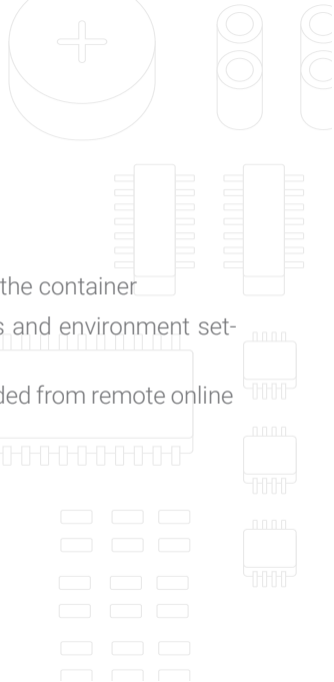 the container
s and environment set-
ded from remote online